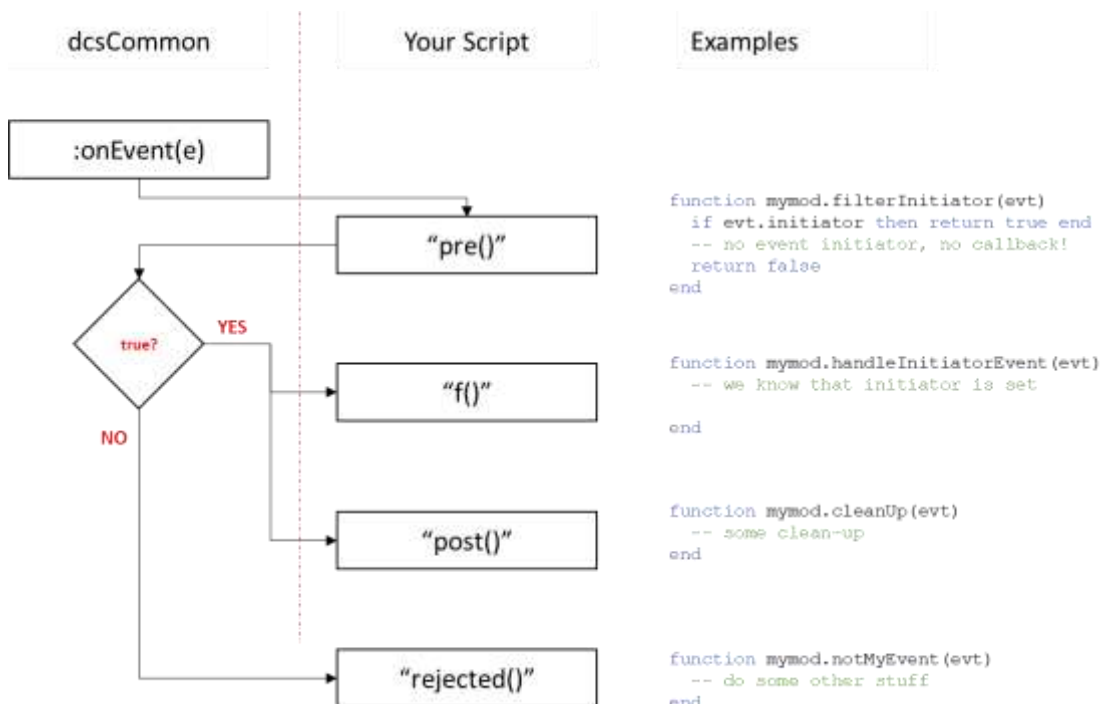 dcsCommon
Your Script
Examples
:onEvent(e)
“pre()”
function mymod.filterInitiator(evt)
if evt.initiator then return true end
-- no event initiator, no callback!
return false
end
true?
YES
NO
“f()”
function mymod.handleInitiatorEvent(evt)
-- we know that initiator is set
end
“post()”
function mymod.cleanUp(evt)
-- some clean-up
end
“rejected()”
function mymod.notMyEvent(evt)
-- do some other stuff
end